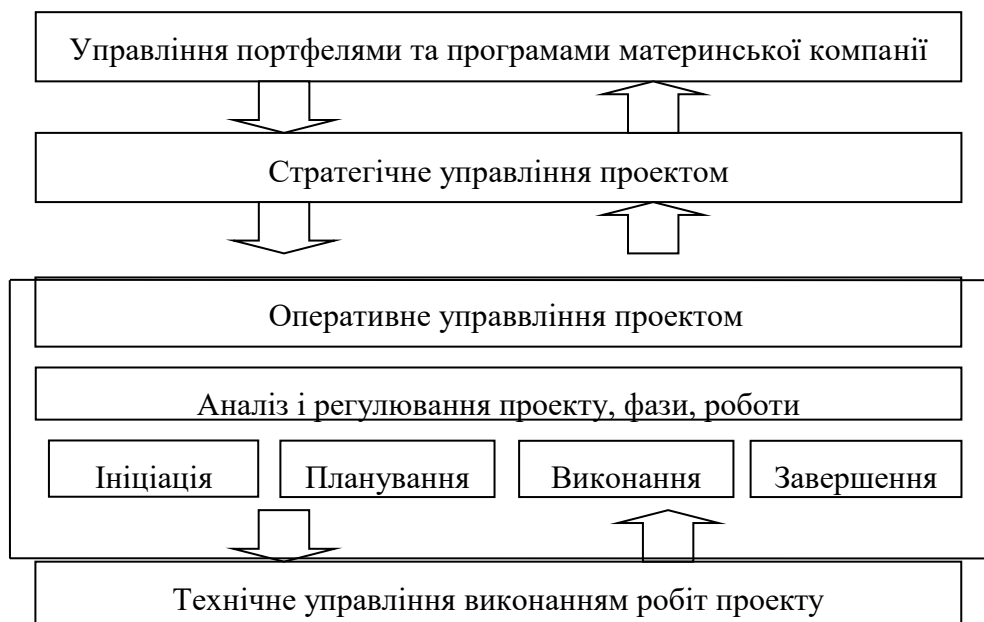 Управління портфелями та програмами материнської компанії
Стратегічне управління проектом
Оперативне управвління проектом
Аналіз і регулювання проекту, фази, роботи
Ініціація
Планування
Виконання
Завершення
Технічне управління виконанням робіт проекту